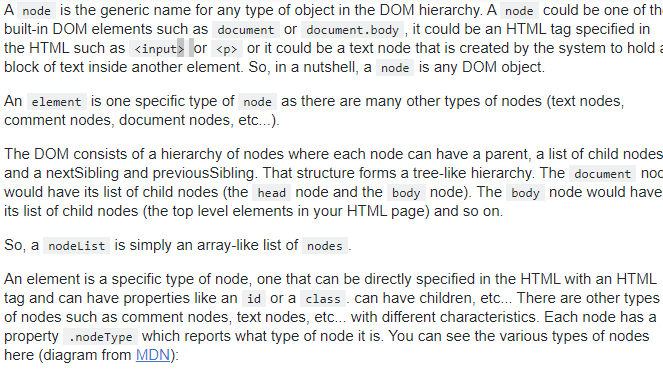 A node is the generic name for any type of object in the DOM hierarchy. A node could be one of th
built-in DOM elements such as document or document.body , it could be an HTML tag specified in
the HTML such as <input> or <p> or it could be a text node that is created by the system to hold a
block of text inside another element. So, in a nutshell, a node is any DOM object.
An element is one specific type of node as there are many other types of nodes (text nodes,
comment nodes, document nodes, etc...).
The DOM consists of a hierarchy of nodes where each node can have a parent, a list of child nodes
and a nextSibling and previousSibling. That structure forms a tree-like hierarchy. The document noc
would have its list of child nodes (the head node and the body node). The body node would have
its list of child nodes (the top level elements in your HTML page) and so on.
So, a nodeList is simply an array-like list of nodes .
An element is a specific type of node, one that can be directly specified in the HTML with an HTML
tag and can have properties like an id or a class . can have children, etc... There are other types
of nodes such as comment nodes, text nodes, etc... with different characteristics. Each node has a
property .nodeType which reports what type of node it is. You can see the various types of nodes
here (diagram from MDN):